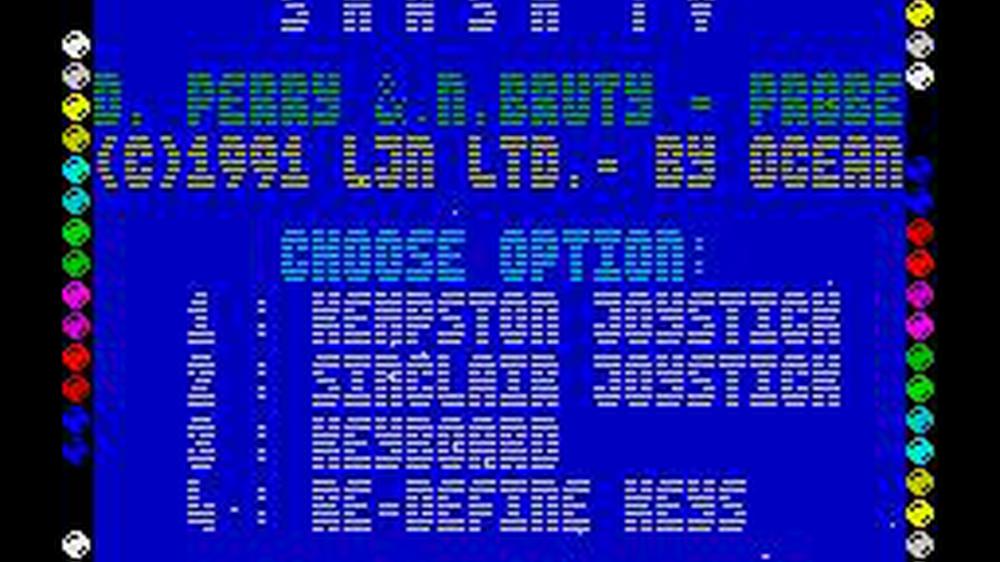 SMASH TV
D. PERRY & N.BRUTY - PROBE
(C)1991 LJN LTD.- BY OCEAN
CHOOSE OPTION:
1 : KEMPSTON JOYSTICK
2 : SINCLAIR JOYSTICK
3 : KEYBOARD
4 : RE-DEFINE KEYS